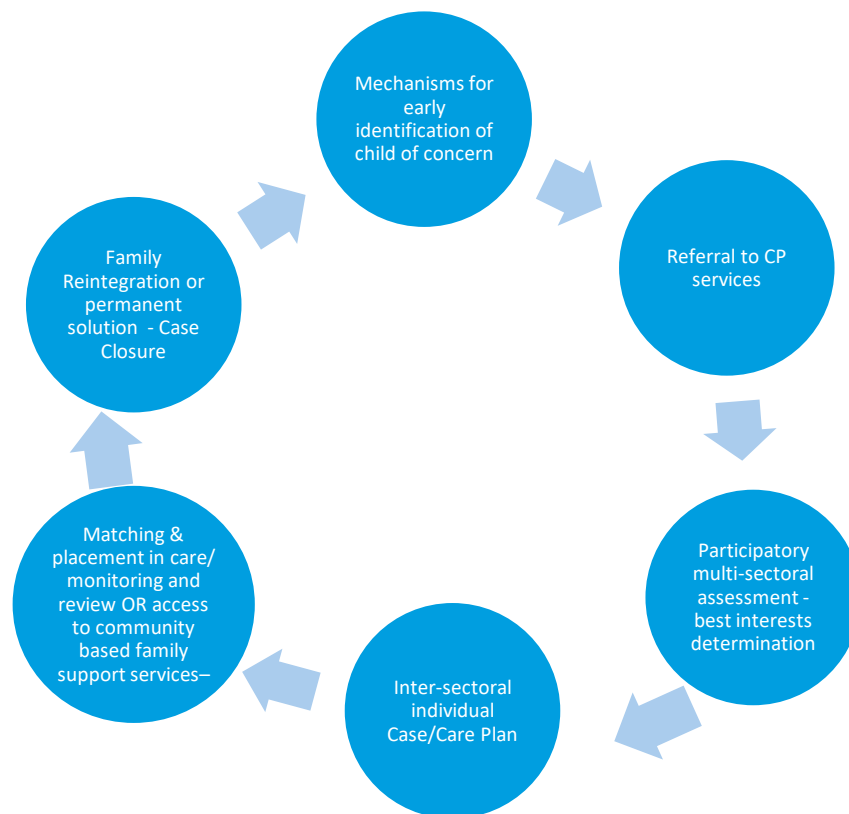 Mechanisms for
early
identification of
child of concern
Referral to CP
services
Participatory
multi-sectoral
assessment -
best interests
determination
Inter-sectoral
individual
Case/Care Plan
Matching &
placement in care/
monitoring and
review OR access
to community
based family
support services–
Family
Reintegration or
permanent
solution - Case
Closure